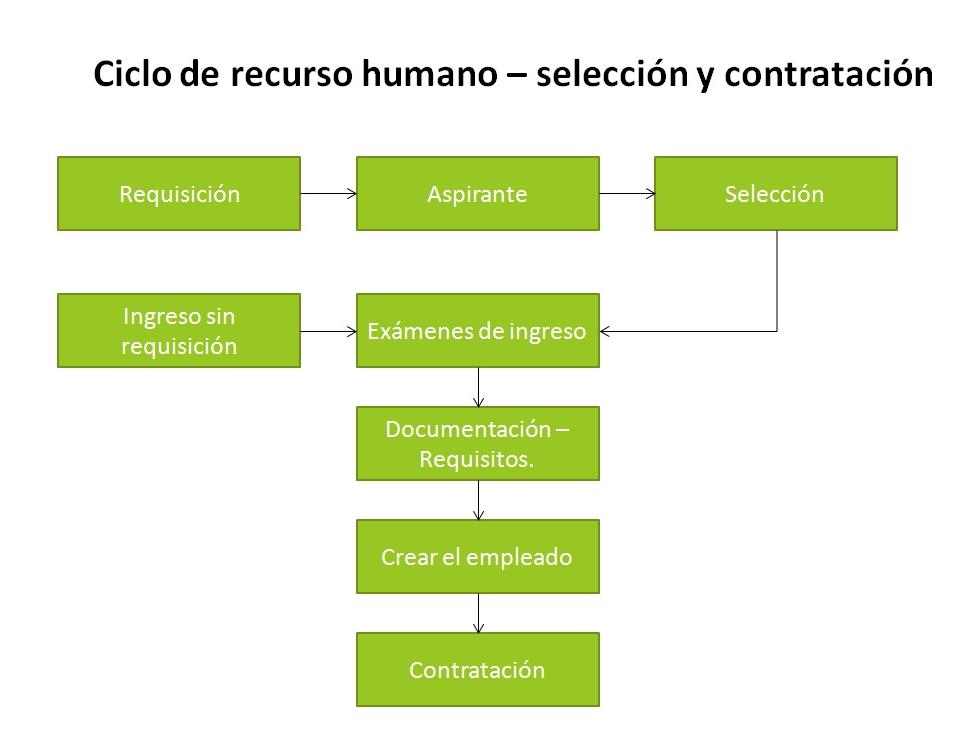 Ciclo de recurso humano – selección y contratación
Requisición
Aspirante
Selección
Ingreso sin
requisición
Exámenes de ingreso
Documentación –
Requisitos.
Crear el empleado
Contratación